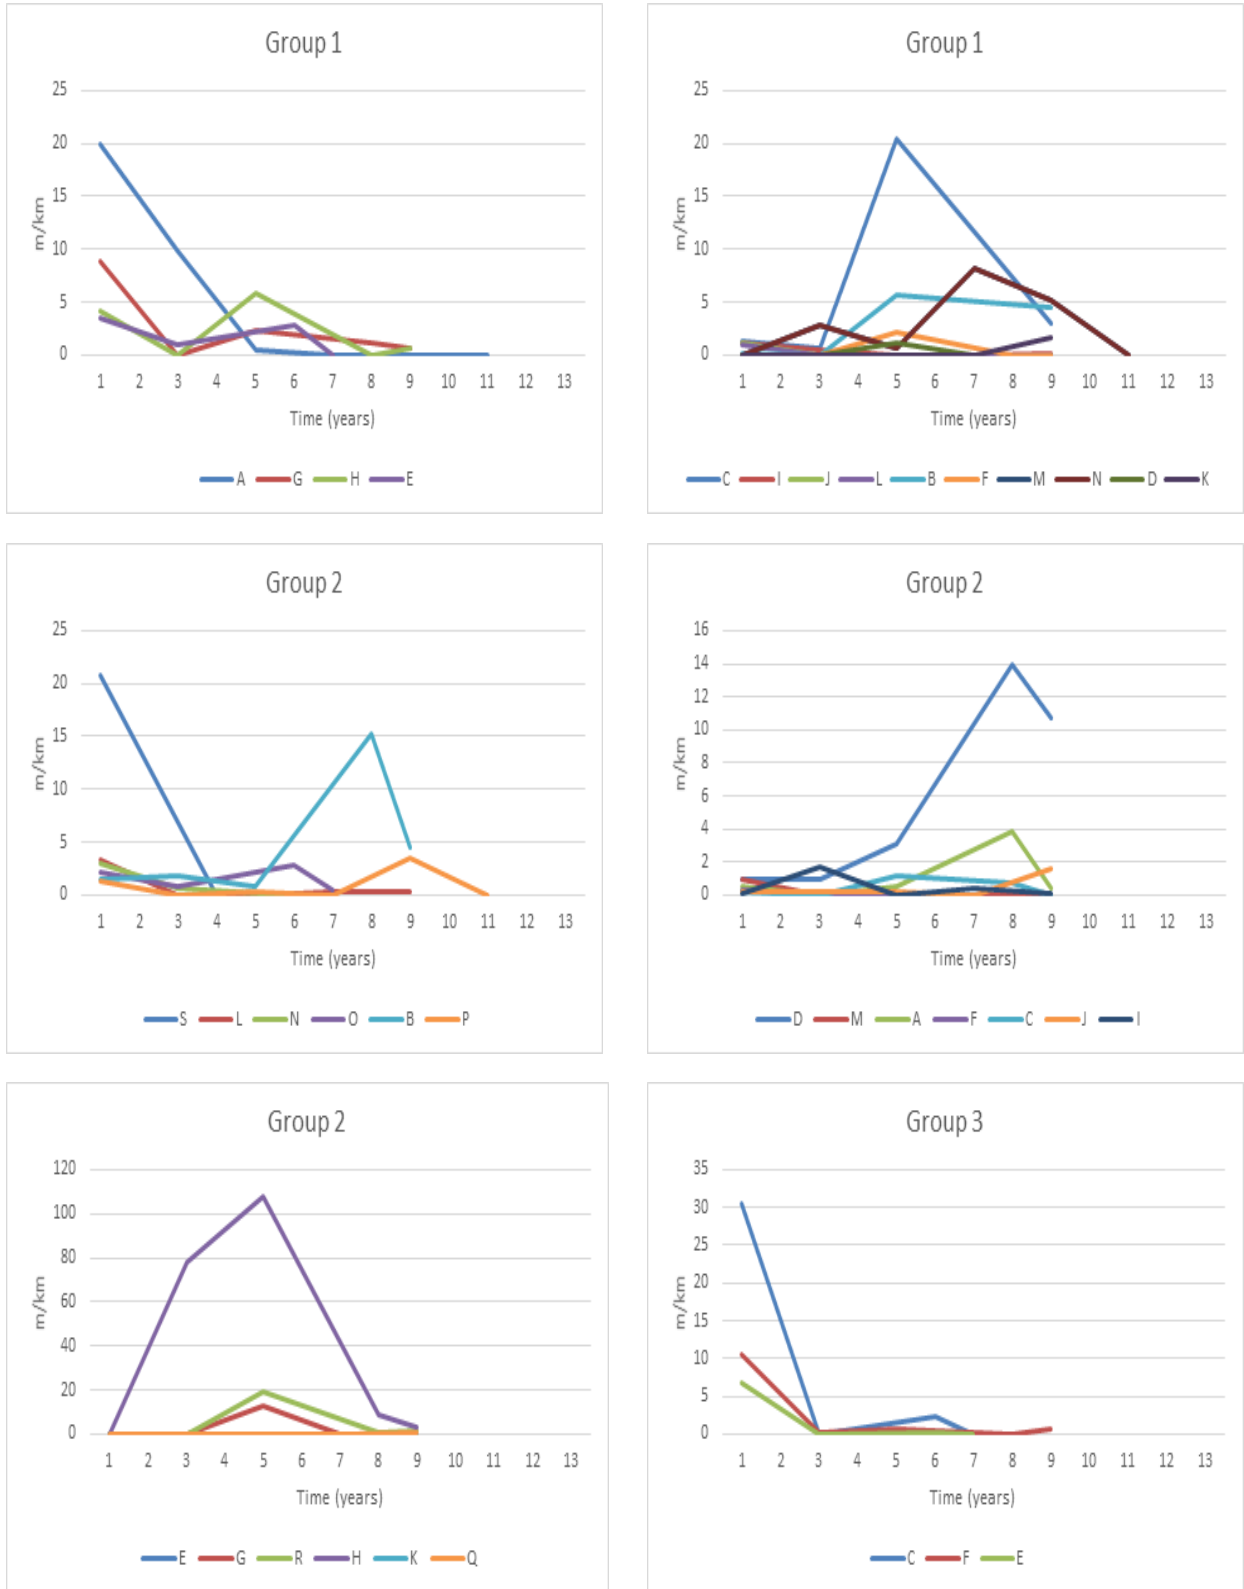 Group 1
25
20
15
10
5
0
m/km
1 2 3 4 5 6 7 8 9 10 11 12 13
Time (years)
A G H E
Group 1
25
20
15
10
5
0
m/km
1 2 3 4 5 6 7 8 9 10 11 12 13
Time (years)
C I J L B F M N D K
Group 2
25
20
15
10
5
0
m/km
1 2 3 4 5 6 7 8 9 10 11 12 13
Time (years)
S L N O B P
Group 2
16
14
12
10
8
6
4
2
0
m/km
1 2 3 4 5 6 7 8 9 10 11 12 13
Time (years)
D M A F C J I
Group 2
120
100
80
60
40
20
0
m/km
1 2 3 4 5 6 7 8 9 10 11 12 13
Time (years)
E G R H K Q
Group 3
35
30
25
20
15
10
5
0
m/km
1 2 3 4 5 6 7 8 9 10 11 12 13
Time (years)
C F E